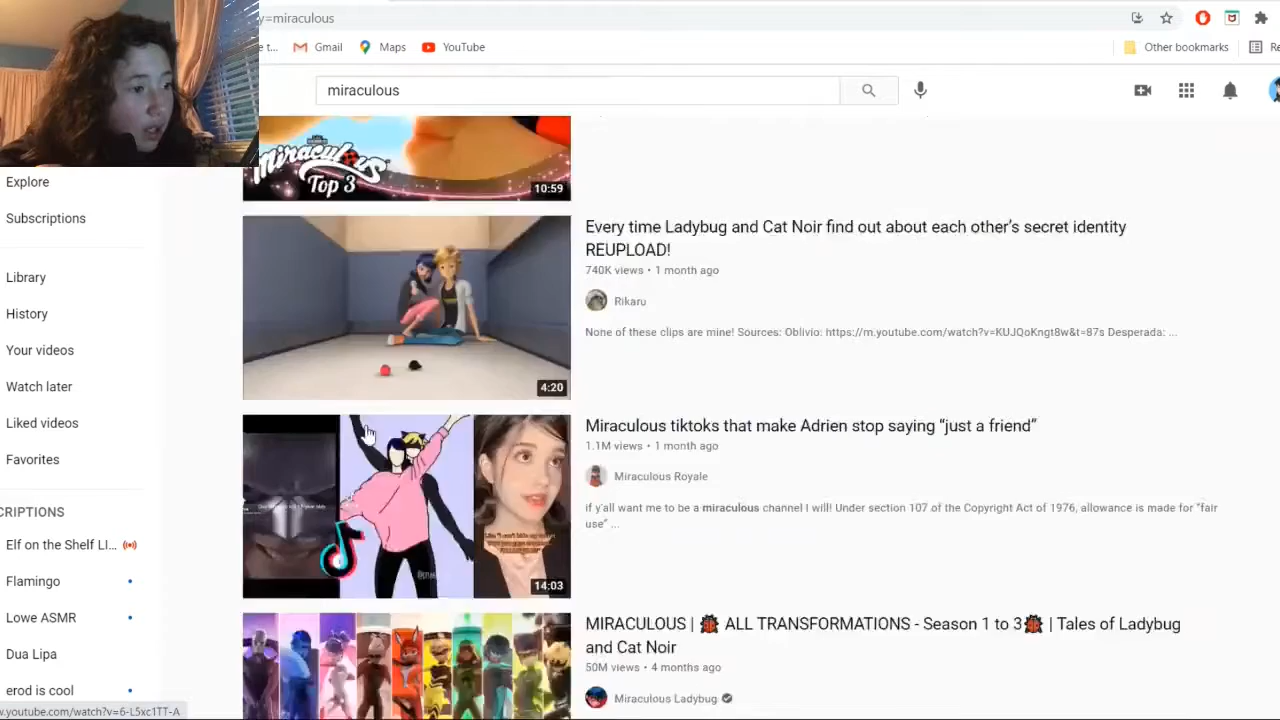 y=miraculous
e t...
Gmail
Maps
YouTube
Other bookmarks
Re
miraculous
Explore
Subscriptions
Library
History
Your videos
Watch later
Liked videos
Favorites
CRIPTIONS
Elf on the Shelf LI...
Flamingo
Lowe ASMR
Dua Lipa
erod is cool
w.youtube.com/watch?v=6-L5xc1TT-A
Miraculous
Top 3
10:59
Every time Ladybug and Cat Noir find out about each other’s secret identity
REUPLOAD!
740K views • 1 month ago
Rikaru
None of these clips are mine! Sources: Oblivio: https://m.youtube.com/watch?v=KUJQoKngt8w&t=87s Desperada: ...
4:20
Miraculous tiktoks that make Adrien stop saying “just a friend”
1.1M views • 1 month ago
Miraculous Royale
if y'all want me to be a miraculous channel I will! Under section 107 of the Copyright Act of 1976, allowance is made for “fair
use” ...
14:03
MIRACULOUS | 🐞 ALL TRANSFORMATIONS - Season 1 to 3🐞 | Tales of Ladybug
and Cat Noir
50M views • 4 months ago
Miraculous Ladybug